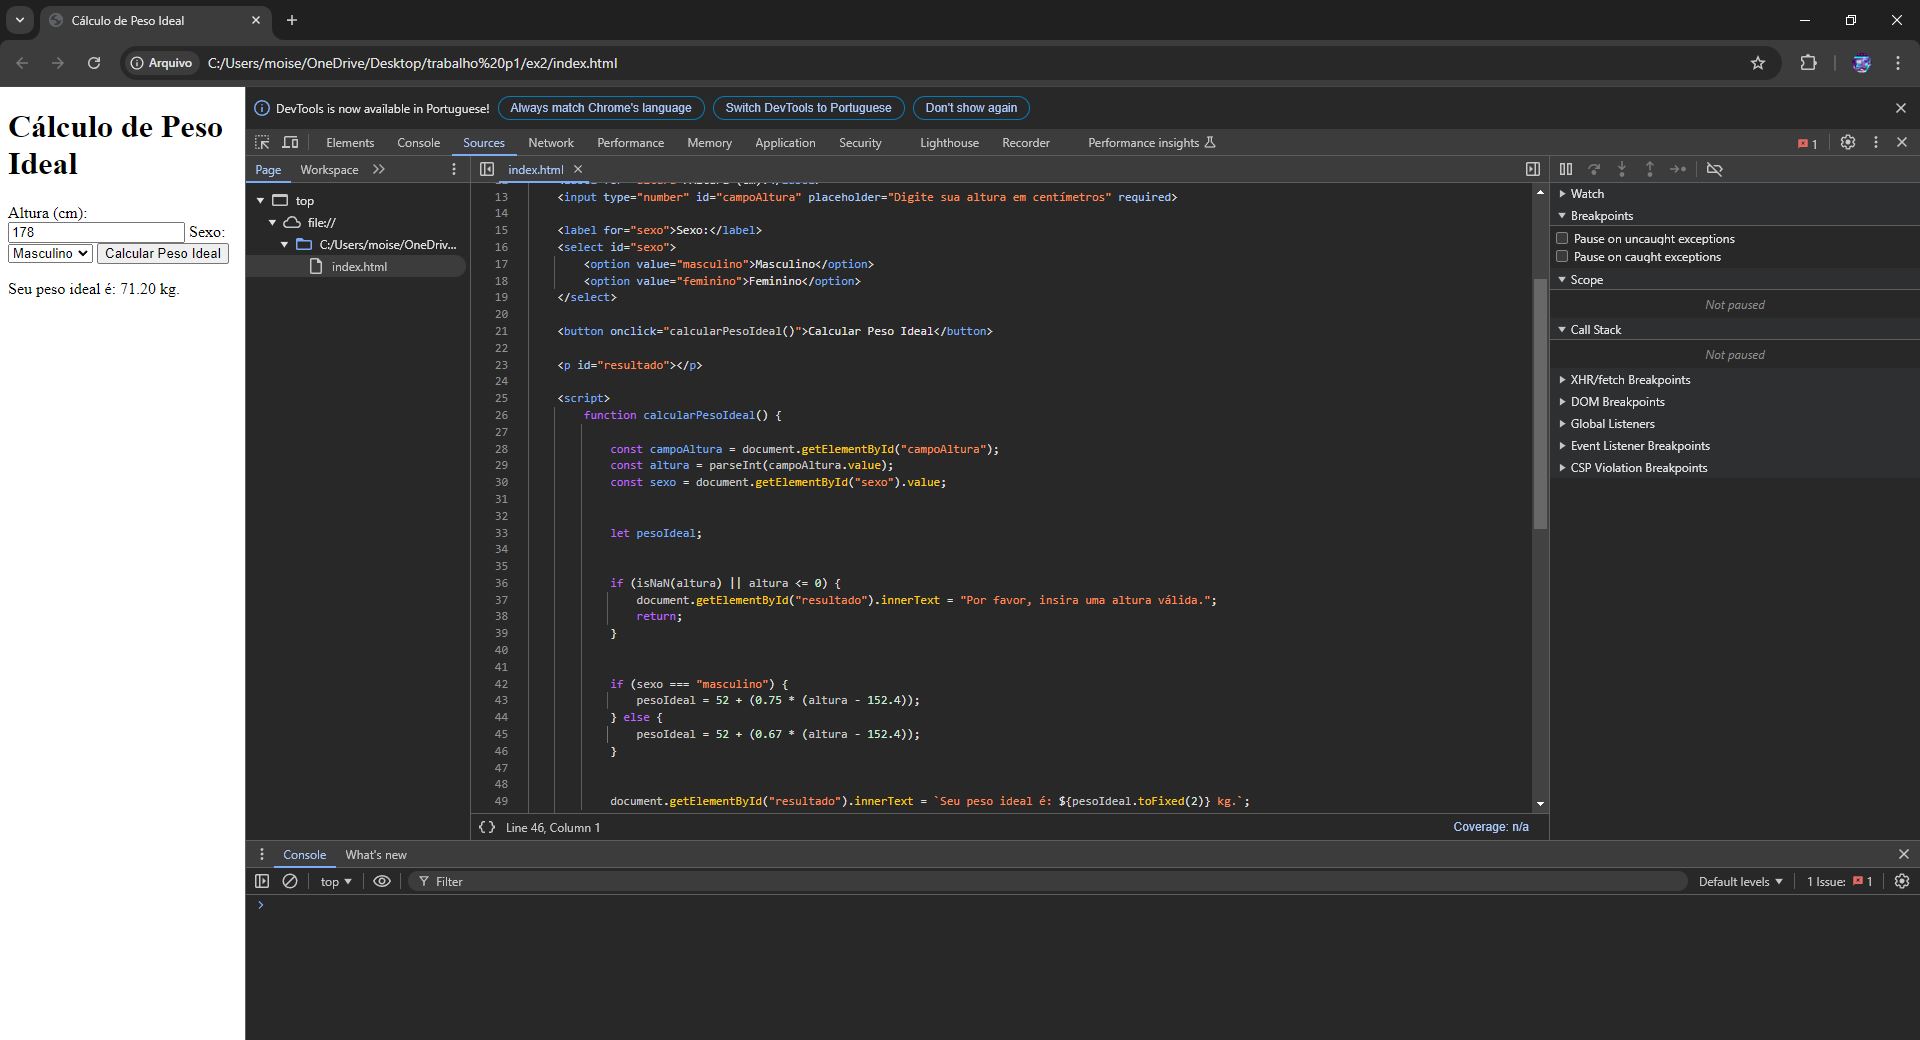 Cálculo de Peso Ideal
Arquivo
C:/Users/moise/OneDrive/Desktop/trabalho%20p1/ex2/index.html
Cálculo de Peso
Ideal
Altura (cm):
178 Sexo:
Masculino Calcular Peso Ideal
Seu peso ideal é: 71.20 kg.
DevTools is now available in Portuguese! Always match Chrome's language Switch DevTools to Portuguese Don't show again
Elements Console Sources Network Performance Memory Application Security Lighthouse Recorder Performance insights 1
Page Workspace
top
file://
C:/Users/moise/OneDriv...
index.html
index.html
13 <input type="number" id="campoAltura" placeholder="Digite sua altura em centímetros" required>
14
15 <label for="sexo">Sexo:</label>
16 <select id="sexo">
17 <option value="masculino">Masculino</option>
18 <option value="feminino">Feminino</option>
19 </select>
20
21 <button onclick="calcularPesoIdeal()">Calcular Peso Ideal</button>
22
23 <p id="resultado"></p>
24
25 <script>
26 function calcularPesoIdeal() {
27
28 const campoAltura = document.getElementById("campoAltura");
29 const altura = parseInt(campoAltura.value);
30 const sexo = document.getElementById("sexo").value;
31
32
33 let pesoIdeal;
34
35
36 if (isNaN(altura) || altura <= 0) {
37 document.getElementById("resultado").innerText = "Por favor, insira uma altura válida.";
38 return;
39 }
40
41
42 if (sexo === "masculino") {
43 pesoIdeal = 52 + (0.75 * (altura - 152.4));
44 } else {
45 pesoIdeal = 52 + (0.67 * (altura - 152.4));
46 }
47
48
49 document.getElementById("resultado").innerText = `Seu peso ideal é: ${pesoIdeal.toFixed(2)} kg.`;
{} Line 46, Column 1
Coverage: n/a
Watch
Breakpoints
Pause on uncaught exceptions
Pause on caught exceptions
Scope
Not paused
Call Stack
Not paused
XHR/fetch Breakpoints
DOM Breakpoints
Global Listeners
Event Listener Breakpoints
CSP Violation Breakpoints
Console What's new
top Filter Default levels 1 Issue: 1